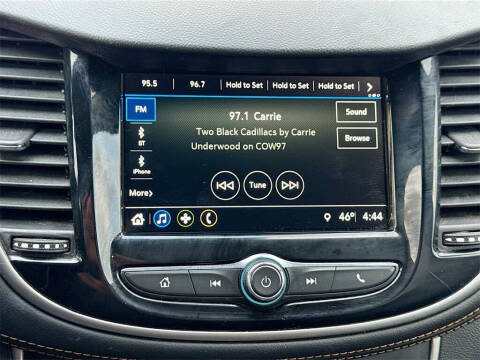 95.5 96.7 Hold to Set Hold to Set Hold to Set
FM 97.1 Carrie Sound
Two Black Cadillacs by Carrie
BT Underwood on COW97 Browse
iPhone
Tune
More>
46° 4:44